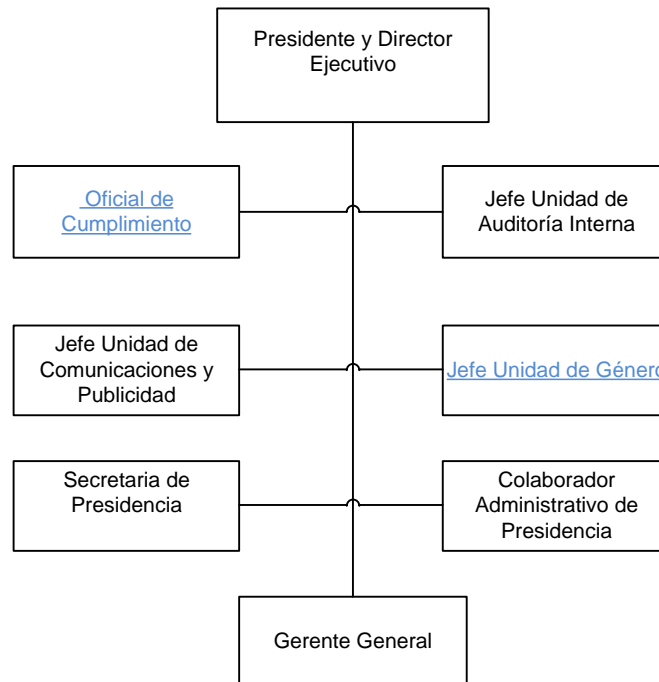 Presidente y Director
Ejecutivo
Oficial de
Cumplimiento
Jefe Unidad de
Auditoría Interna
Jefe Unidad de
Comunicaciones y
Publicidad
Jefe Unidad de Género
Secretaria de
Presidencia
Colaborador
Administrativo de
Presidencia
Gerente General